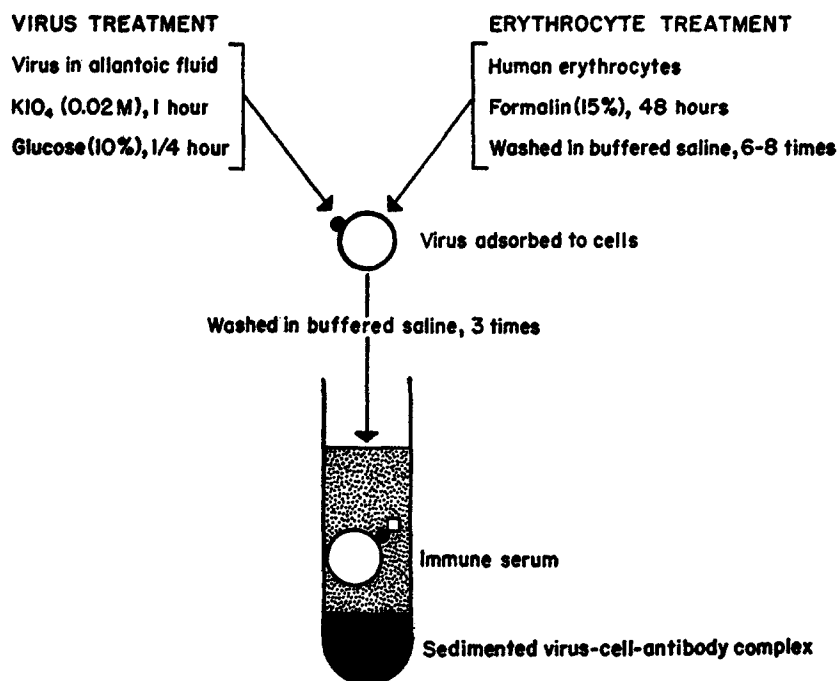 VIRUS TREATMENT
Virus in allantoic fluid
KIO₄ (0.02M), 1 hour
Glucose (10%), 1/4 hour
ERYTHROCYTE TREATMENT
Human erythrocytes
Formalin (15%), 48 hours
Washed in buffered saline, 6-8 times
Virus adsorbed to cells
Washed in buffered saline, 3 times
Immune serum
Sedimented virus-cell-antibody complex